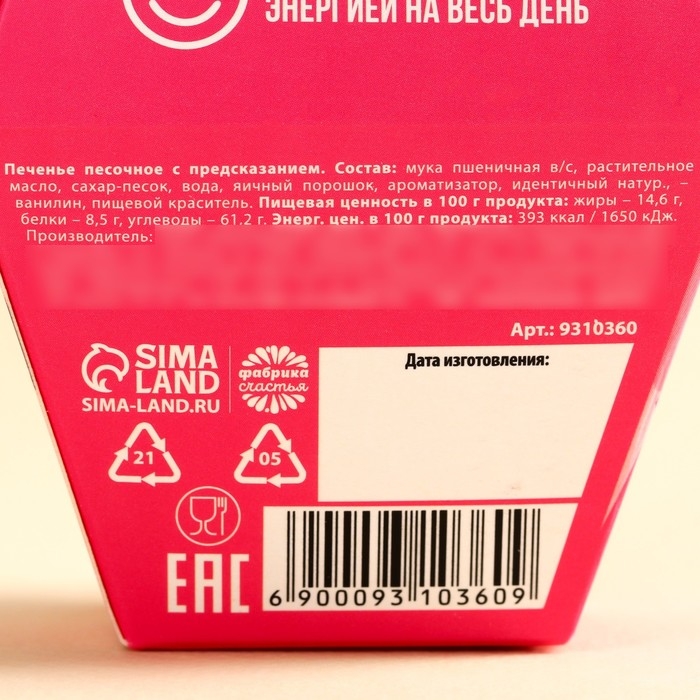 ЭНЕРГИЕЙ НА ВЕСЬ ДЕНЬ
Печенье песочное с предсказанием. Состав: мука пшеничная в/с, растительное
масло, сахар-песок, вода, яичный порошок, ароматизатор, идентичный натур., –
ванилин, пищевой краситель. Пищевая ценность в 100 г продукта: жиры – 14,6 г,
белки – 8,5 г, углеводы – 61.2 г. Энерг. цен. в 100 г продукта: 393 ккал / 1650 кДж.
Производитель:
Арт.: 9310360
SIMA
LAND
SIMA-LAND.RU
фабрика
счастья
Дата изготовления:
21
05
EAC
6 900093 103609